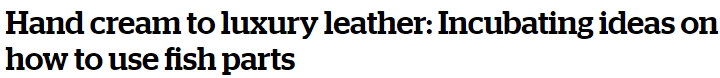 Hand cream to luxury leather: Incubating ideas on
how to use fish parts